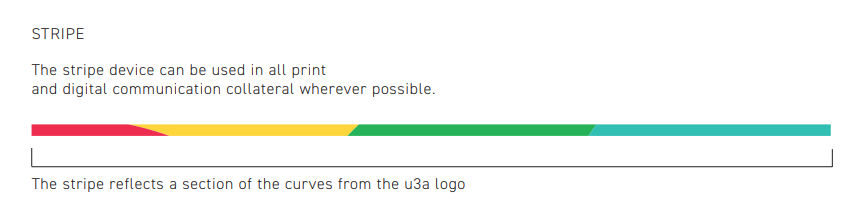 STRIPE
The stripe device can be used in all print
and digital communication collateral wherever possible.
The stripe reflects a section of the curves from the u3a logo